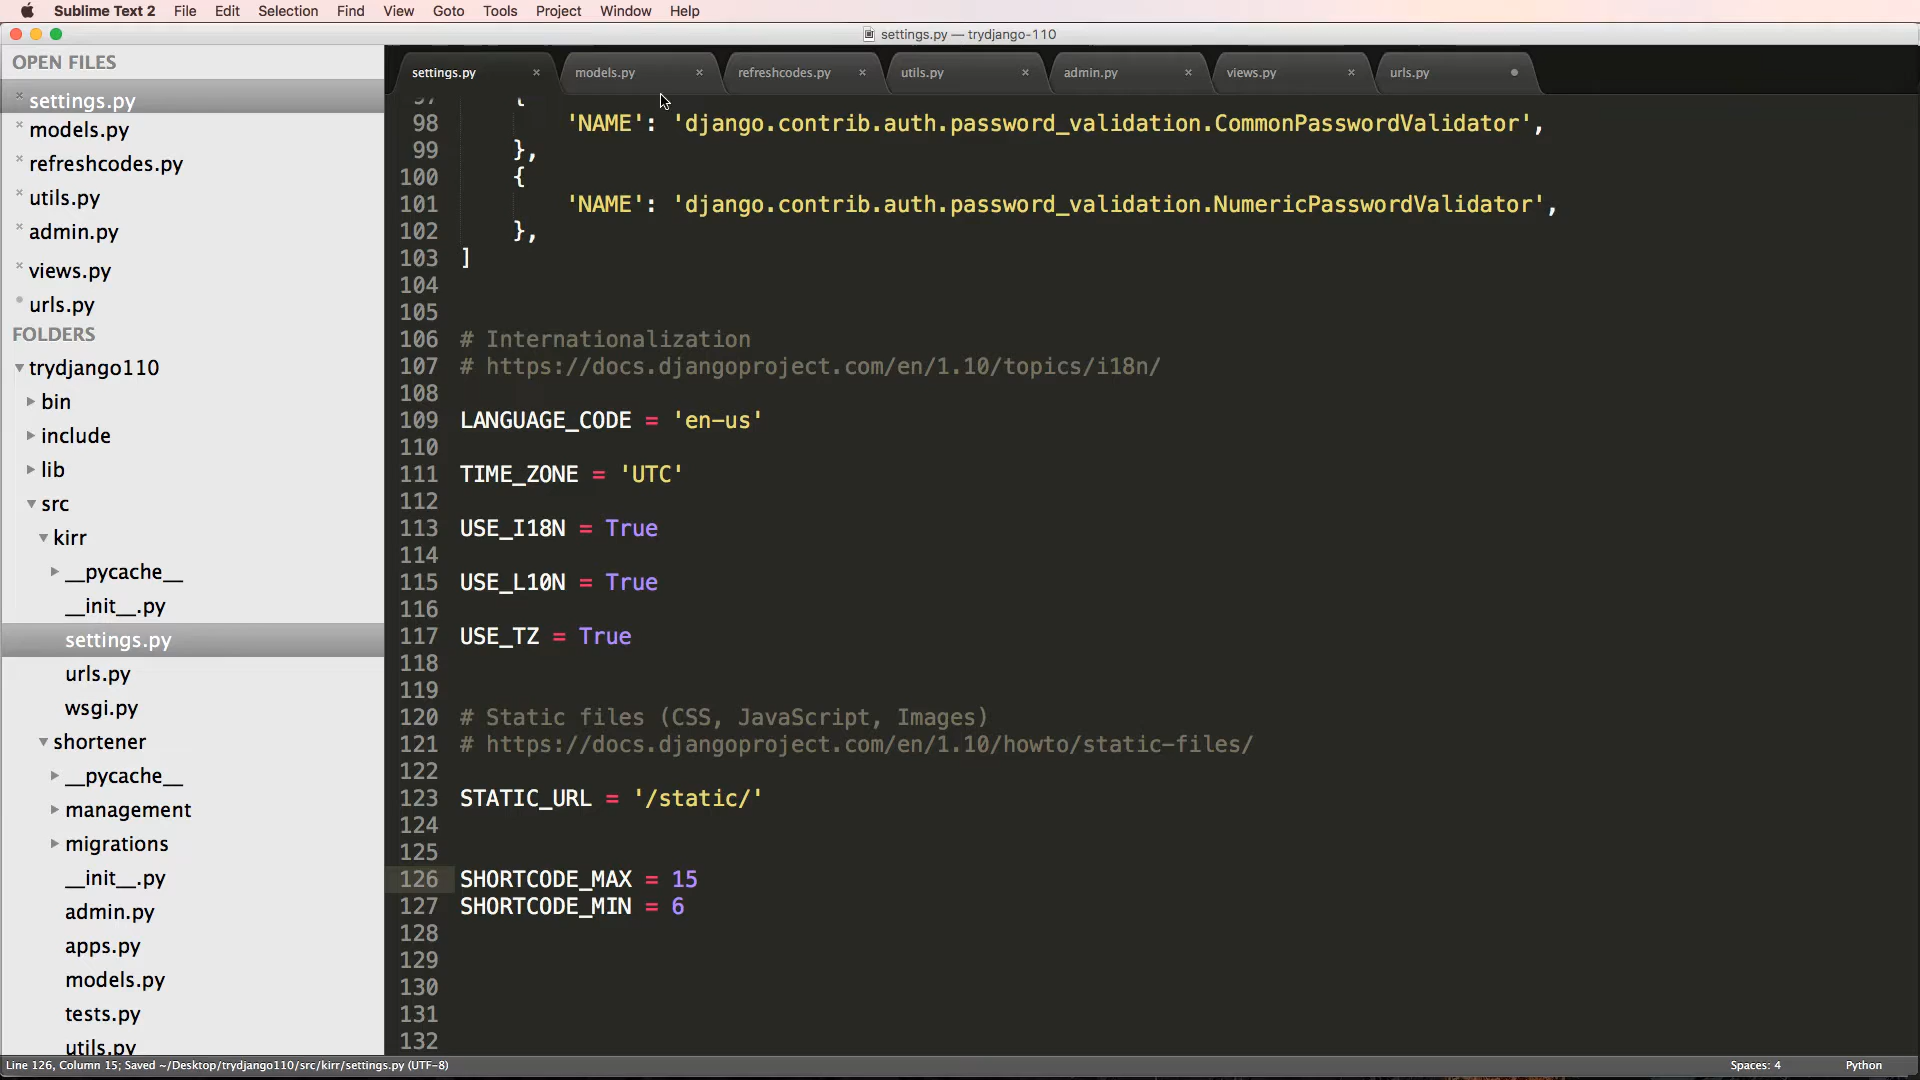 Sublime Text 2 File Edit Selection Find View Goto Tools Project Window Help
settings.py — trydjango-110
OPEN FILES
settings.py
models.py
refreshcodes.py
utils.py
admin.py
views.py
urls.py
FOLDERS
trydjango110
bin
include
lib
src
kirr
__pycache__
__init__.py
settings.py
urls.py
wsgi.py
shortener
__pycache__
management
migrations
__init__.py
admin.py
apps.py
models.py
tests.py
utils.py
settings.py models.py refreshcodes.py utils.py admin.py views.py urls.py
97 {
98 'NAME': 'django.contrib.auth.password_validation.CommonPasswordValidator',
99 },
100 {
101 'NAME': 'django.contrib.auth.password_validation.NumericPasswordValidator',
102 },
103 ]
104
105
106 # Internationalization
107 # https://docs.djangoproject.com/en/1.10/topics/i18n/
108
109 LANGUAGE_CODE = 'en-us'
110
111 TIME_ZONE = 'UTC'
112
113 USE_I18N = True
114
115 USE_L10N = True
116
117 USE_TZ = True
118
119
120 # Static files (CSS, JavaScript, Images)
121 # https://docs.djangoproject.com/en/1.10/howto/static-files/
122
123 STATIC_URL = '/static/'
124
125
126 SHORTCODE_MAX = 15
127 SHORTCODE_MIN = 6
128
129
130
131
132
Line 126, Column 15; Saved ~/Desktop/trydjango110/src/kirr/settings.py (UTF-8)
Spaces: 4 Python